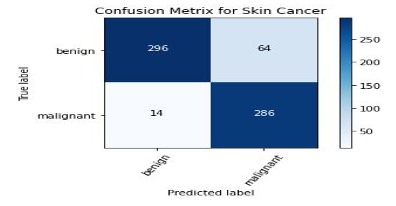 Confusion Metrix for Skin Cancer
True label
benign
296
64
malignant
14
286
benign
malignant
Predicted label
250
200
150
100
50